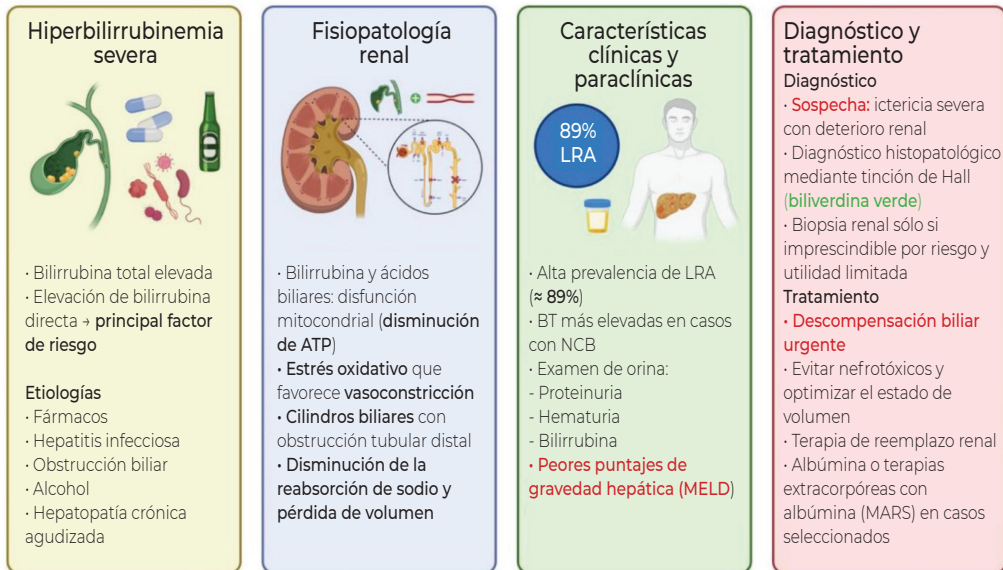 Hiperbilirrubinemia
severa
· Bilirrubina total elevada
· Elevación de bilirrubina
directa → principal factor
de riesgo
Etiologías
· Fármacos
· Hepatitis infecciosa
· Obstrucción biliar
· Alcohol
· Hepatopatía crónica
agudizada
Fisiopatología
renal
· Bilirrubina y ácidos
biliares: disfunción
mitocondrial (disminución
de ATP)
· Estrés oxidativo que
favorece vasoconstricción
· Cilindros biliares con
obstrucción tubular distal
· Disminución de la
reabsorción de sodio y
pérdida de volumen
Características
clínicas y
paraclínicas
89%
LRA
· Alta prevalencia de LRA
(≈ 89%)
· BT más elevadas en casos
con NCB
· Examen de orina:
- Proteinuria
- Hematuria
- Bilirrubina
· Peores puntajes de
gravedad hepática (MELD)
Diagnóstico y
tratamiento
Diagnóstico
· Sospecha: ictericia severa
con deterioro renal
· Diagnóstico histopatológico
mediante tinción de Hall
(biliverdina verde)
· Biopsia renal sólo si
imprescindible por riesgo y
utilidad limitada
Tratamiento
· Descompensación biliar
urgente
· Evitar nefrotóxicos y
optimizar el estado de
volumen
· Terapia de reemplazo renal
· Albúmina o terapias
extracorpóreas con
albúmina (MARS) en casos
seleccionados